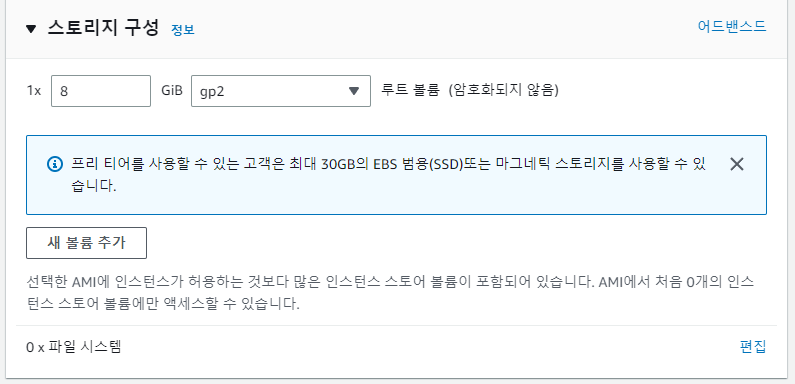 스토리지 구성 정보 어드밴스드
1x 8 GiB gp2 루트 볼륨 (암호화되지 않음)
프리 티어를 사용할 수 있는 고객은 최대 30GB의 EBS 범용(SSD)또는 마그네틱 스토리지를 사용할 수 있
습니다.
새 볼륨 추가
선택한 AMI에 인스턴스가 허용하는 것보다 많은 인스턴스 스토어 볼륨이 포함되어 있습니다. AMI에서 처음 0개의 인스
턴스 스토어 볼륨에만 액세스할 수 있습니다.
0 x 파일 시스템 편집